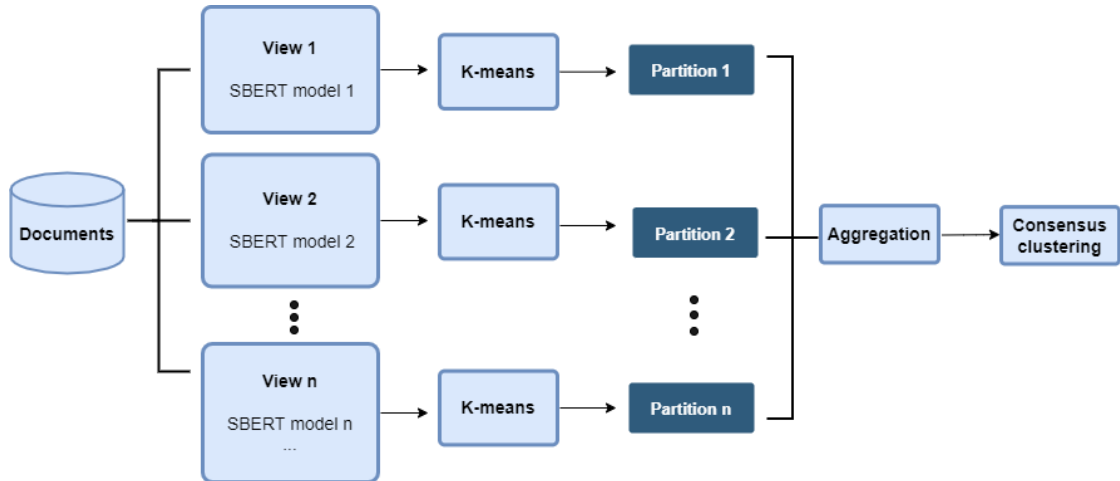 View 1
SBERT model 1
K-means
Partition 1
Documents
View 2
SBERT model 2
K-means
Partition 2
Aggregation
Consensus
clustering
View n
SBERT model n
...
K-means
Partition n